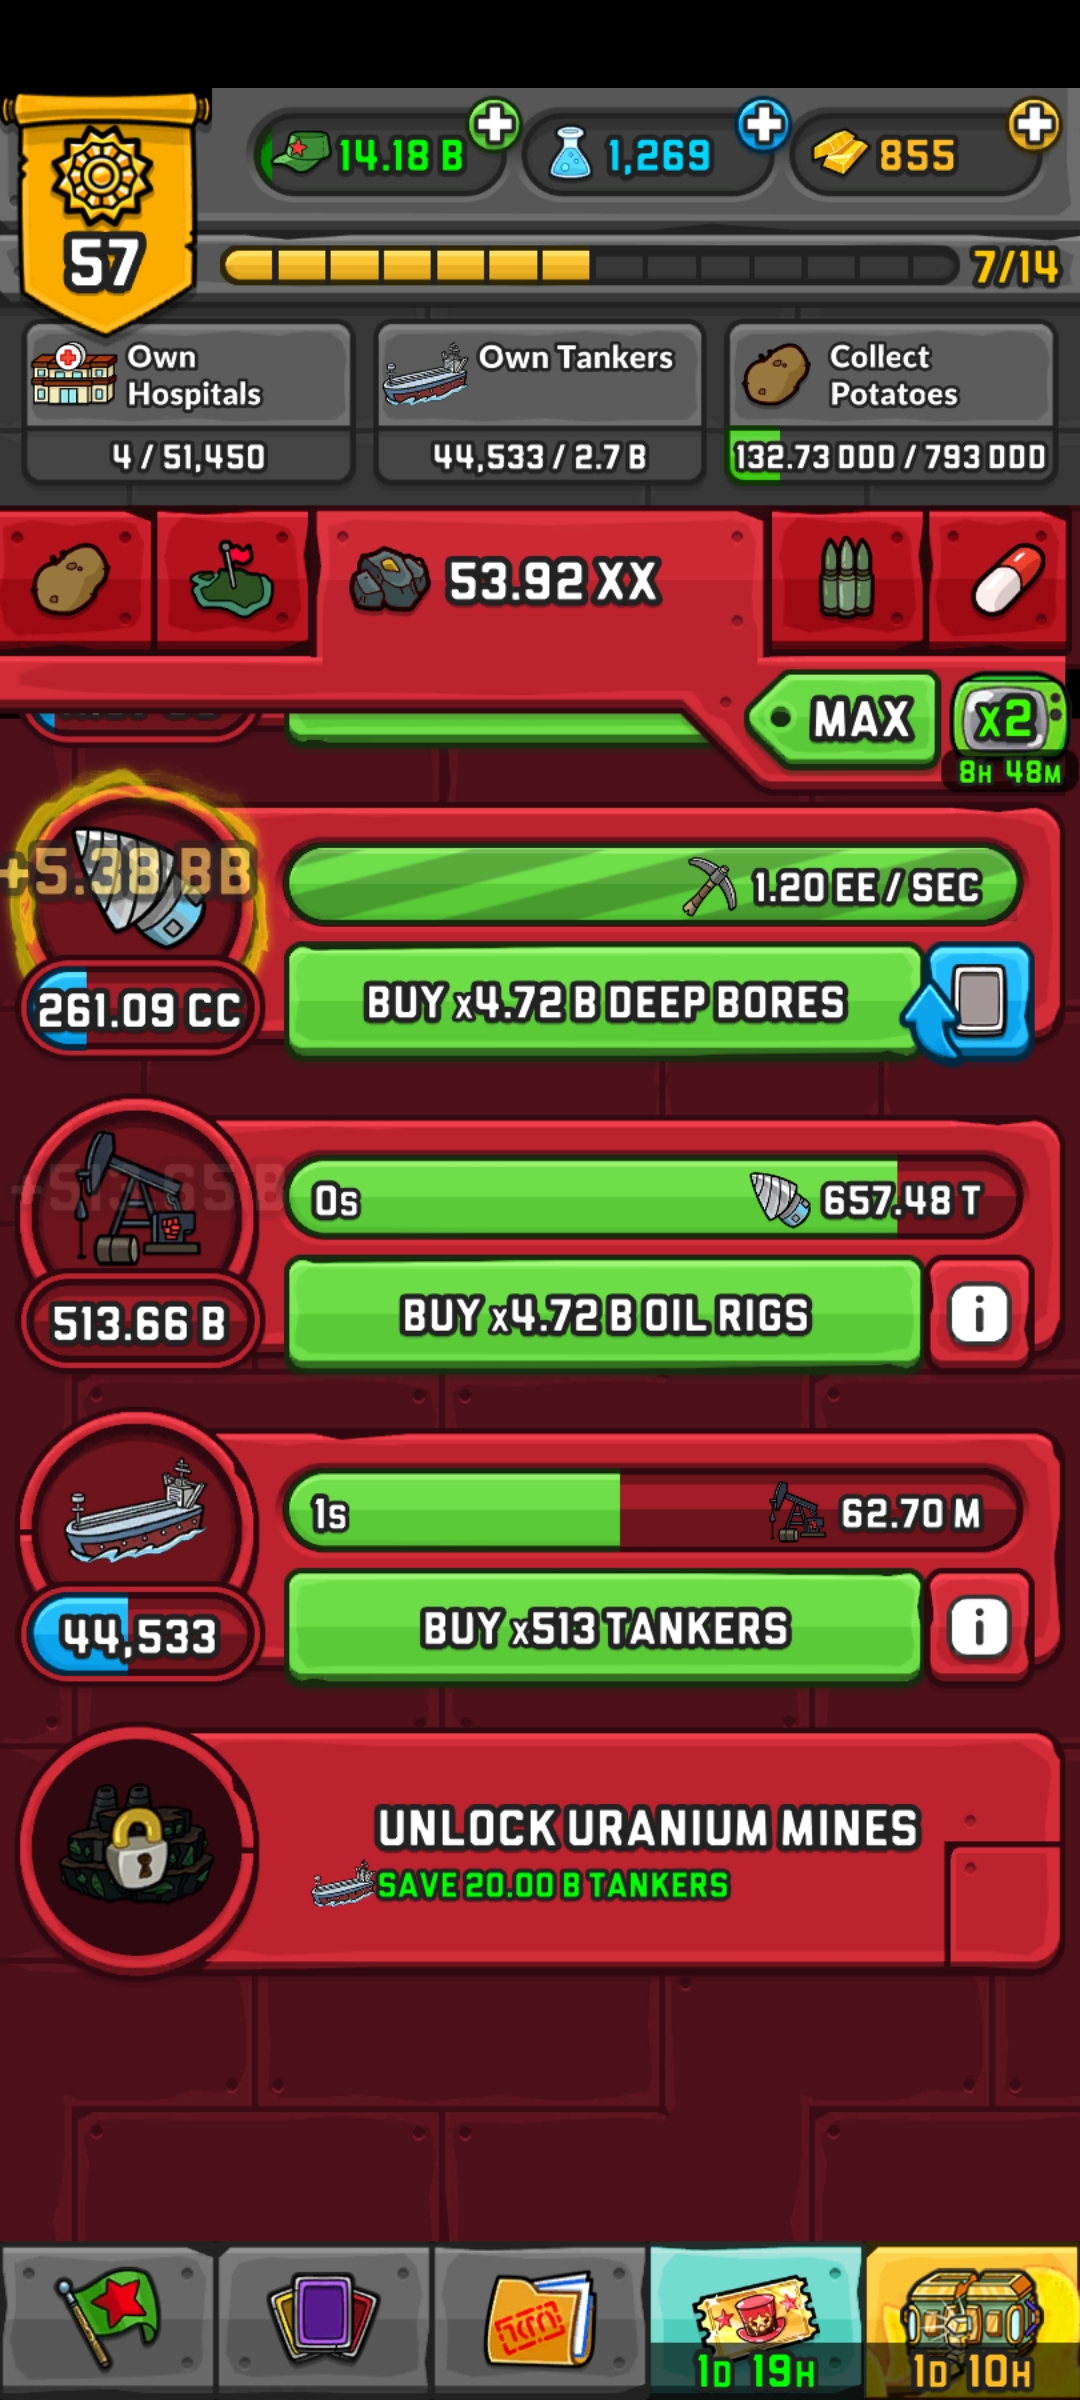 14.18 B
1,269
855
57
7/14
Own
Hospitals
4 / 51,450
Own Tankers
44,533 / 2.7 B
Collect
Potatoes
132.73 DDD / 793 DDD
53.92 XX
MAX
x2
8H 48M
+5.38 BB
1.20 EE / SEC
261.09 CC
BUY x4.72 B DEEP BORES
+513.65 B
0s
657.48 T
513.66 B
BUY x4.72 B OIL RIGS
i
1s
62.70 M
44,533
BUY x513 TANKERS
i
UNLOCK URANIUM MINES
SAVE 20.00 B TANKERS
1D 19H
1D 10H